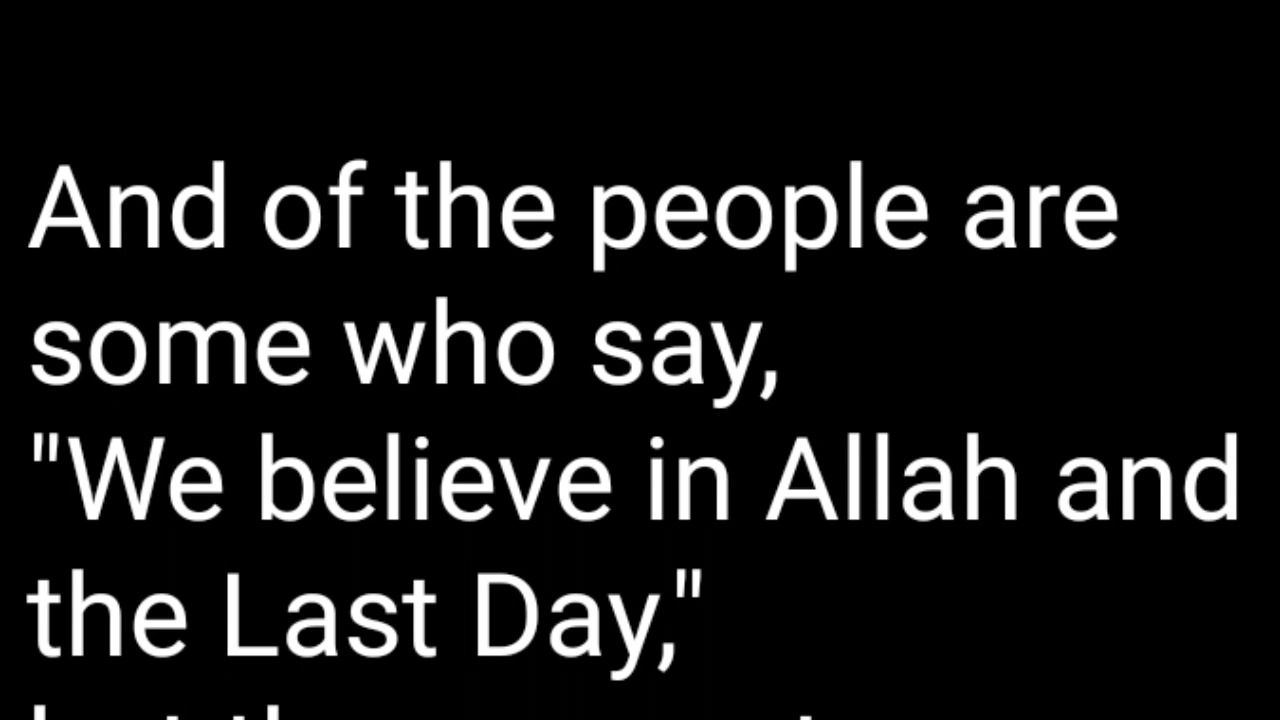 And of the people are
some who say,
"We believe in Allah and
the Last Day,"